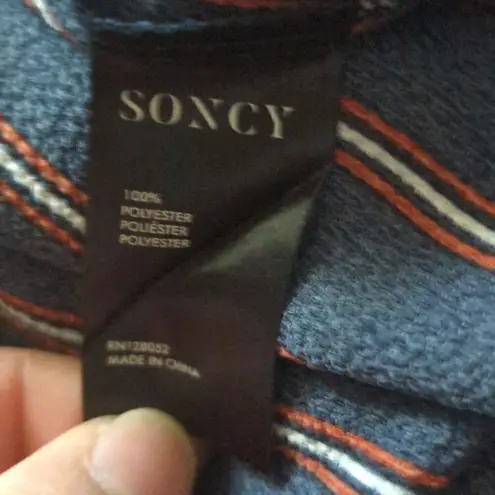 SONCY
100%
POLYESTER
POLIÉSTER
POLYESTER
RN128052
MADE IN CHINA